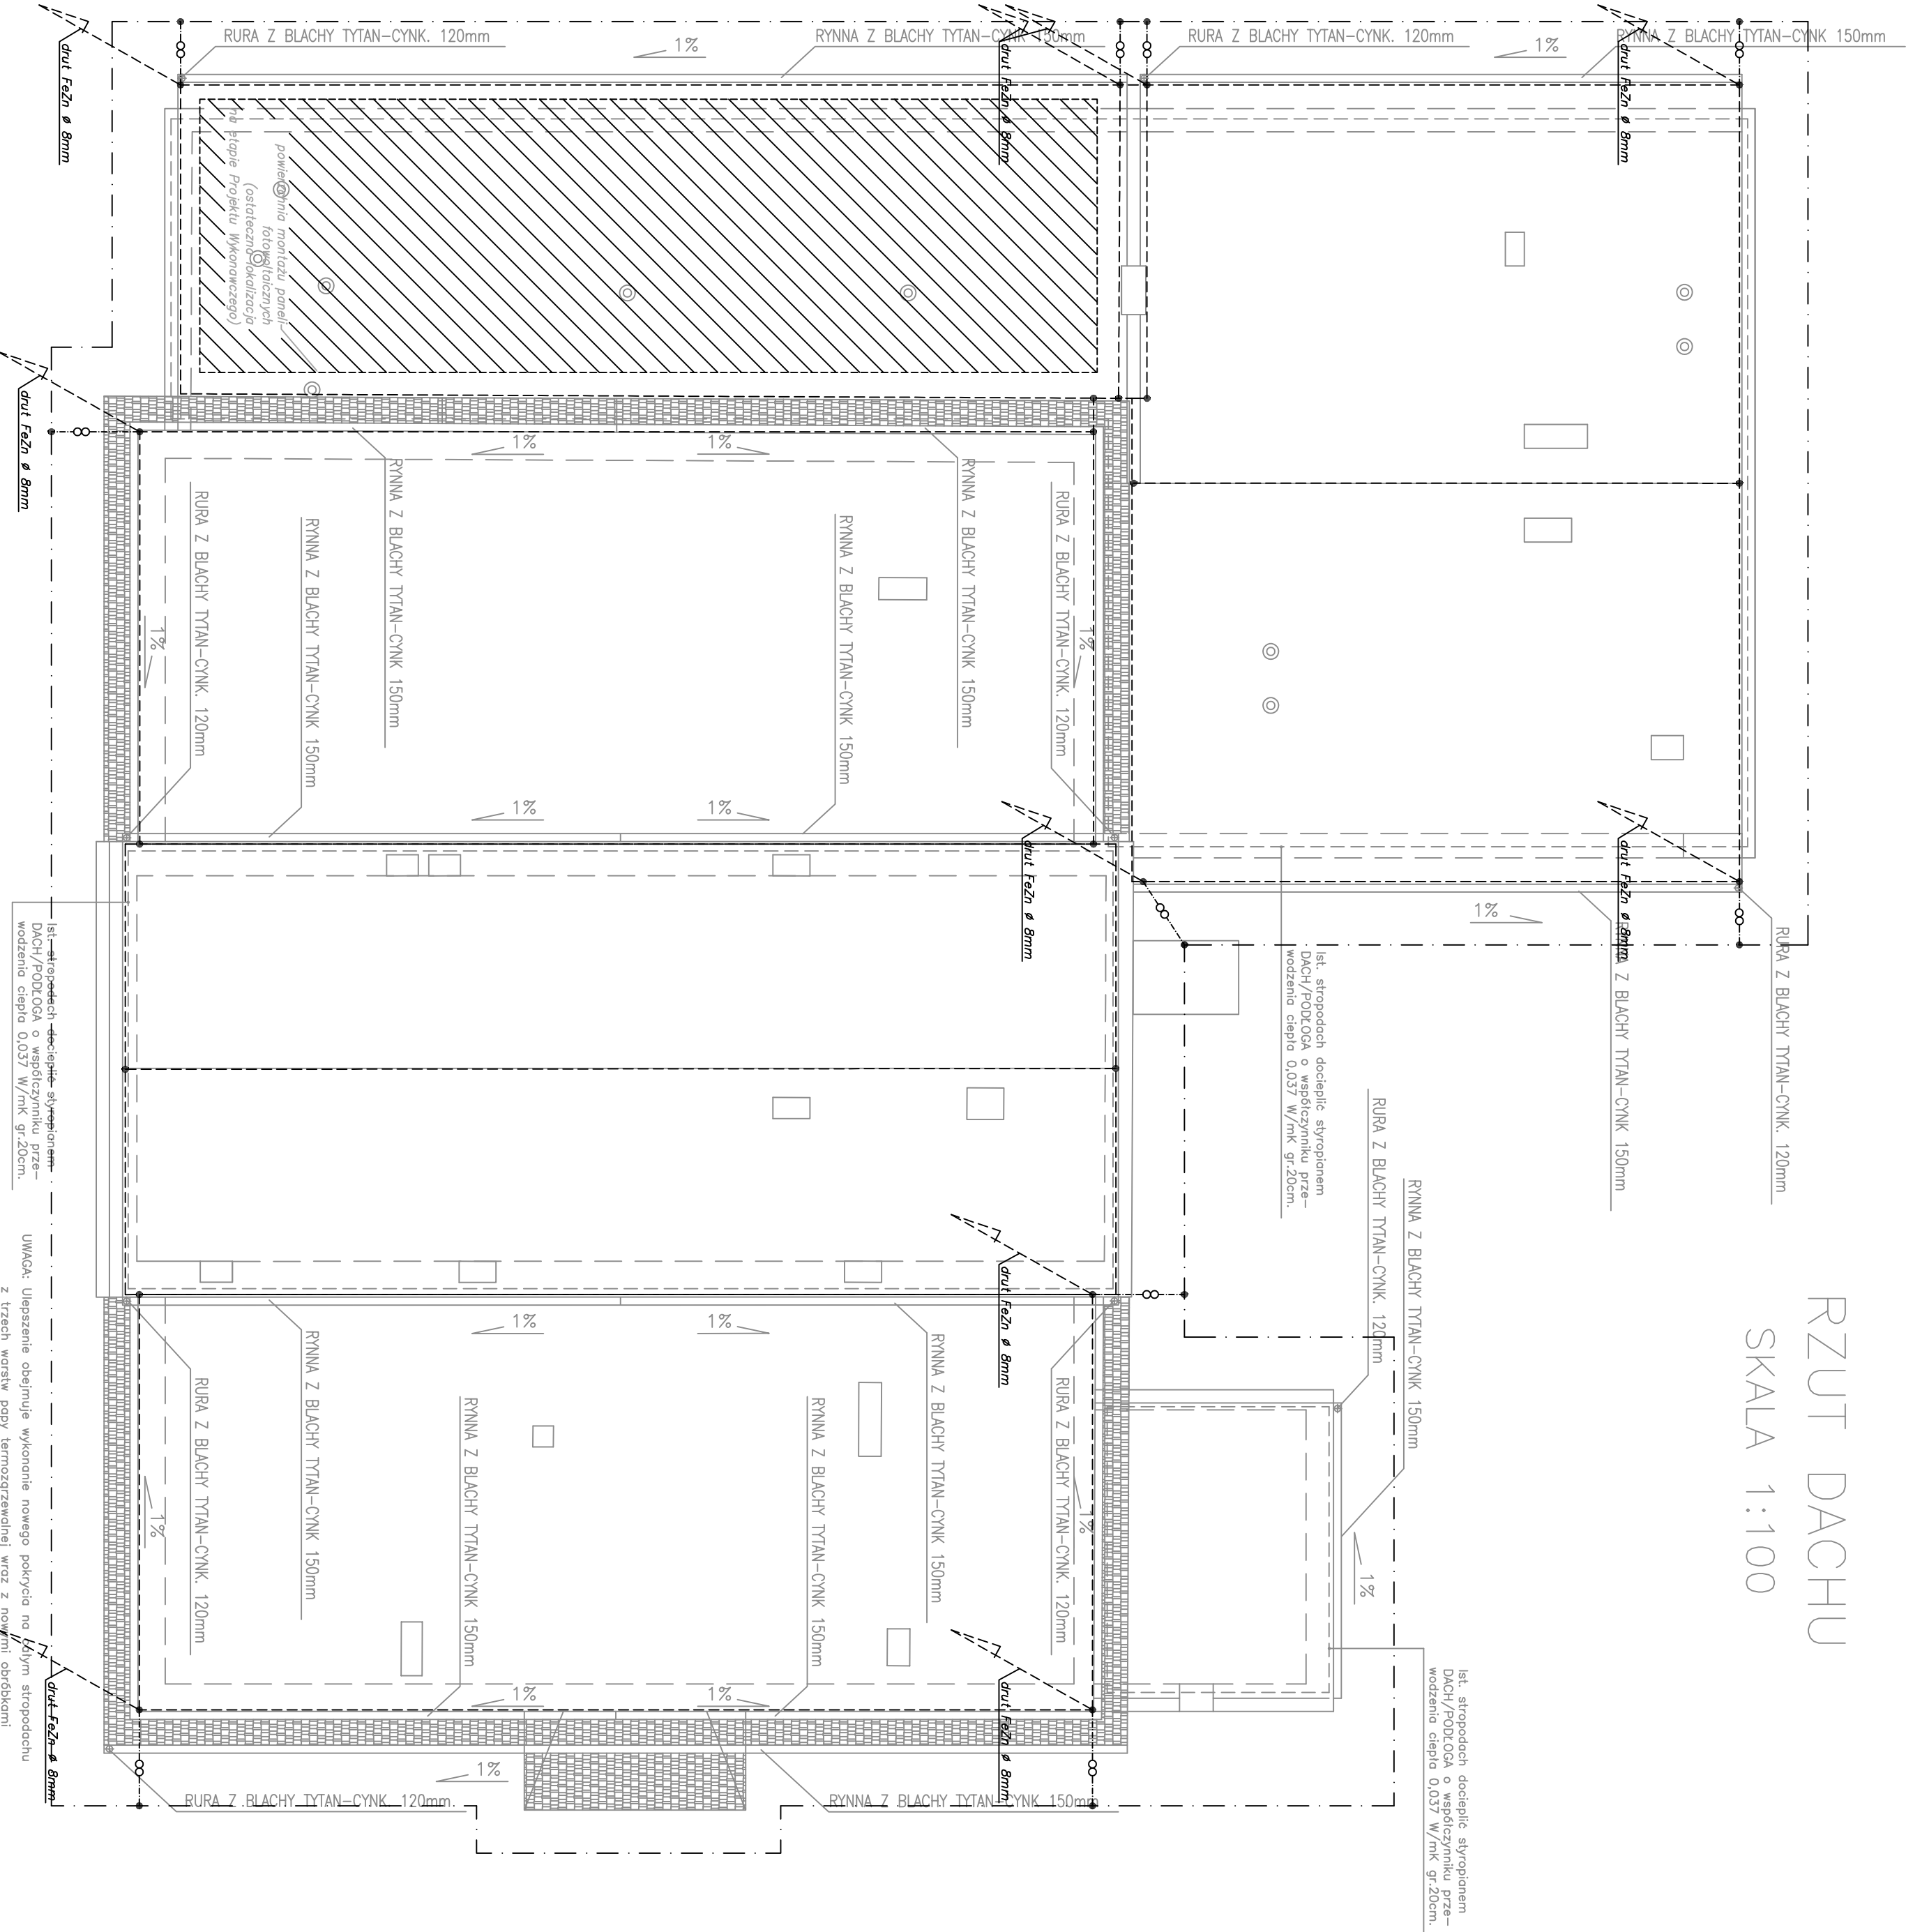 RURA Z BLACHY TYTAN-CYNK. 120mm
1%
RYNNA Z BLACHY TYTAN-CYNK 150mm
RURA Z BLACHY TYTAN-CYNK. 120mm
1%
RYNNA Z BLACHY TYTAN-CYNK 150mm
drut FeZn ø 8mm
drut FeZn ø 8mm
drut FeZn ø 8mm
powierzchnia montażu paneli
fotowoltaicznych
(ostateczna lokalizacja
na etapie Projektu Wykonawczego)
drut FeZn ø 8mm
1%
1%
RYNNA Z BLACHY TYTAN-CYNK 150mm
RYNNA Z BLACHY TYTAN-CYNK 150mm
RURA Z BLACHY TYTAN-CYNK. 120mm
RYNNA Z BLACHY TYTAN-CYNK 150mm
RYNNA Z BLACHY TYTAN-CYNK 150mm
RURA Z BLACHY TYTAN-CYNK. 120mm
1%
1%
1%
1%
drut FeZn ø 8mm
drut FeZn ø 8mm
1%
RYNNA Z BLACHY TYTAN-CYNK 150mm
RURA Z BLACHY TYTAN-CYNK. 120mm
Ist. stropodach docieplić styropianem
DACH/PODŁOGA o współczynniku prze-
wodzenia ciepła 0,037 W/mK gr.20cm.
Ist. stropodach docieplić styropianem
DACH/PODŁOGA o współczynniku prze-
wodzenia ciepła 0,037 W/mK gr.20cm.
RURA Z BLACHY TYTAN-CYNK. 120mm
RYNNA Z BLACHY TYTAN-CYNK 150mm
RZUT DACHU
SKALA 1:100
UWAGA: Ulepszenie obejmuje wykonanie nowego pokrycia na całym stropodachu
z trzech warstw papy termozgrzewalnej wraz z nowymi obróbkami
drut FeZn ø 8mm
1%
1%
RURA Z BLACHY TYTAN-CYNK. 120mm
RYNNA Z BLACHY TYTAN-CYNK 150mm
RYNNA Z BLACHY TYTAN-CYNK 150mm
RYNNA Z BLACHY TYTAN-CYNK 150mm
RYNNA Z BLACHY TYTAN-CYNK 150mm
RURA Z BLACHY TYTAN-CYNK. 120mm
1%
1%
1%
Ist. stropodach docieplić styropianem
DACH/PODŁOGA o współczynniku prze-
wodzenia ciepła 0,037 W/mK gr.20cm.
drut FeZn ø 8mm
drut FeZn ø 8mm
1%
1%
1%
RURA Z BLACHY TYTAN-CYNK. 120mm
RYNNA Z BLACHY TYTAN-CYNK 150mm